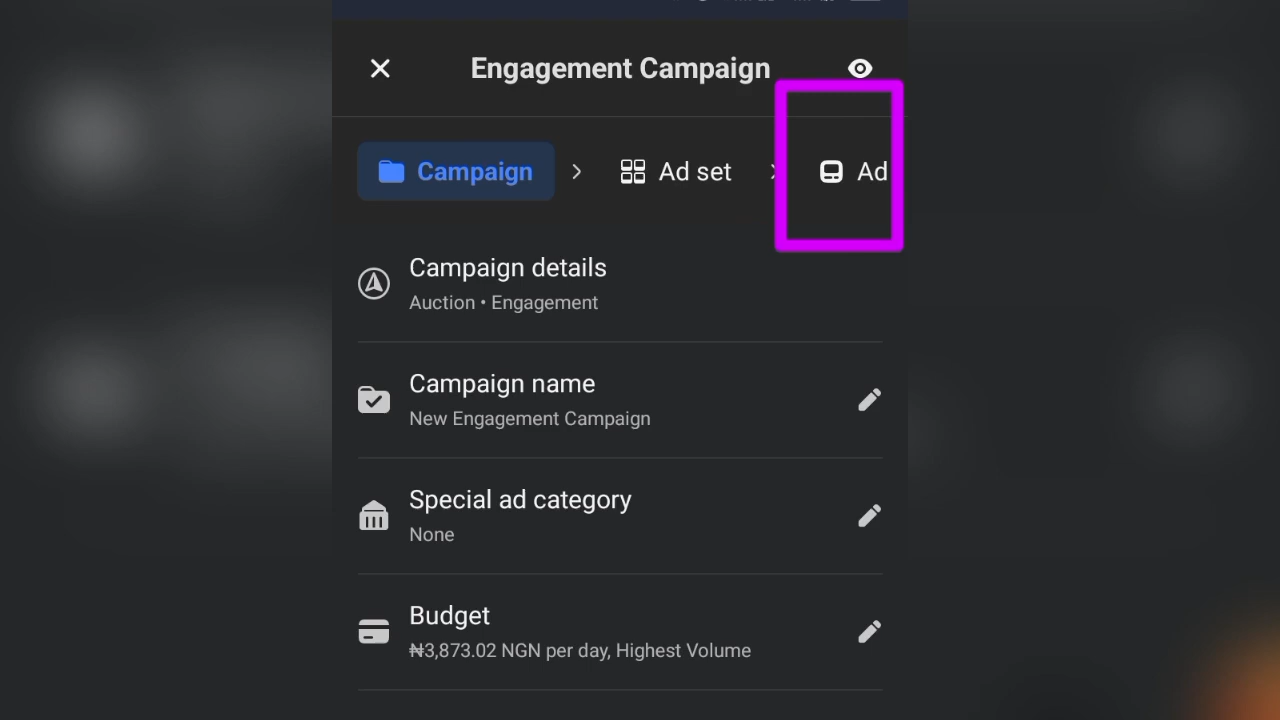 Engagement Campaign
Campaign > Ad set > Ad
Campaign details
Auction • Engagement
Campaign name
New Engagement Campaign
Special ad category
None
Budget
₦3,873.02 NGN per day, Highest Volume